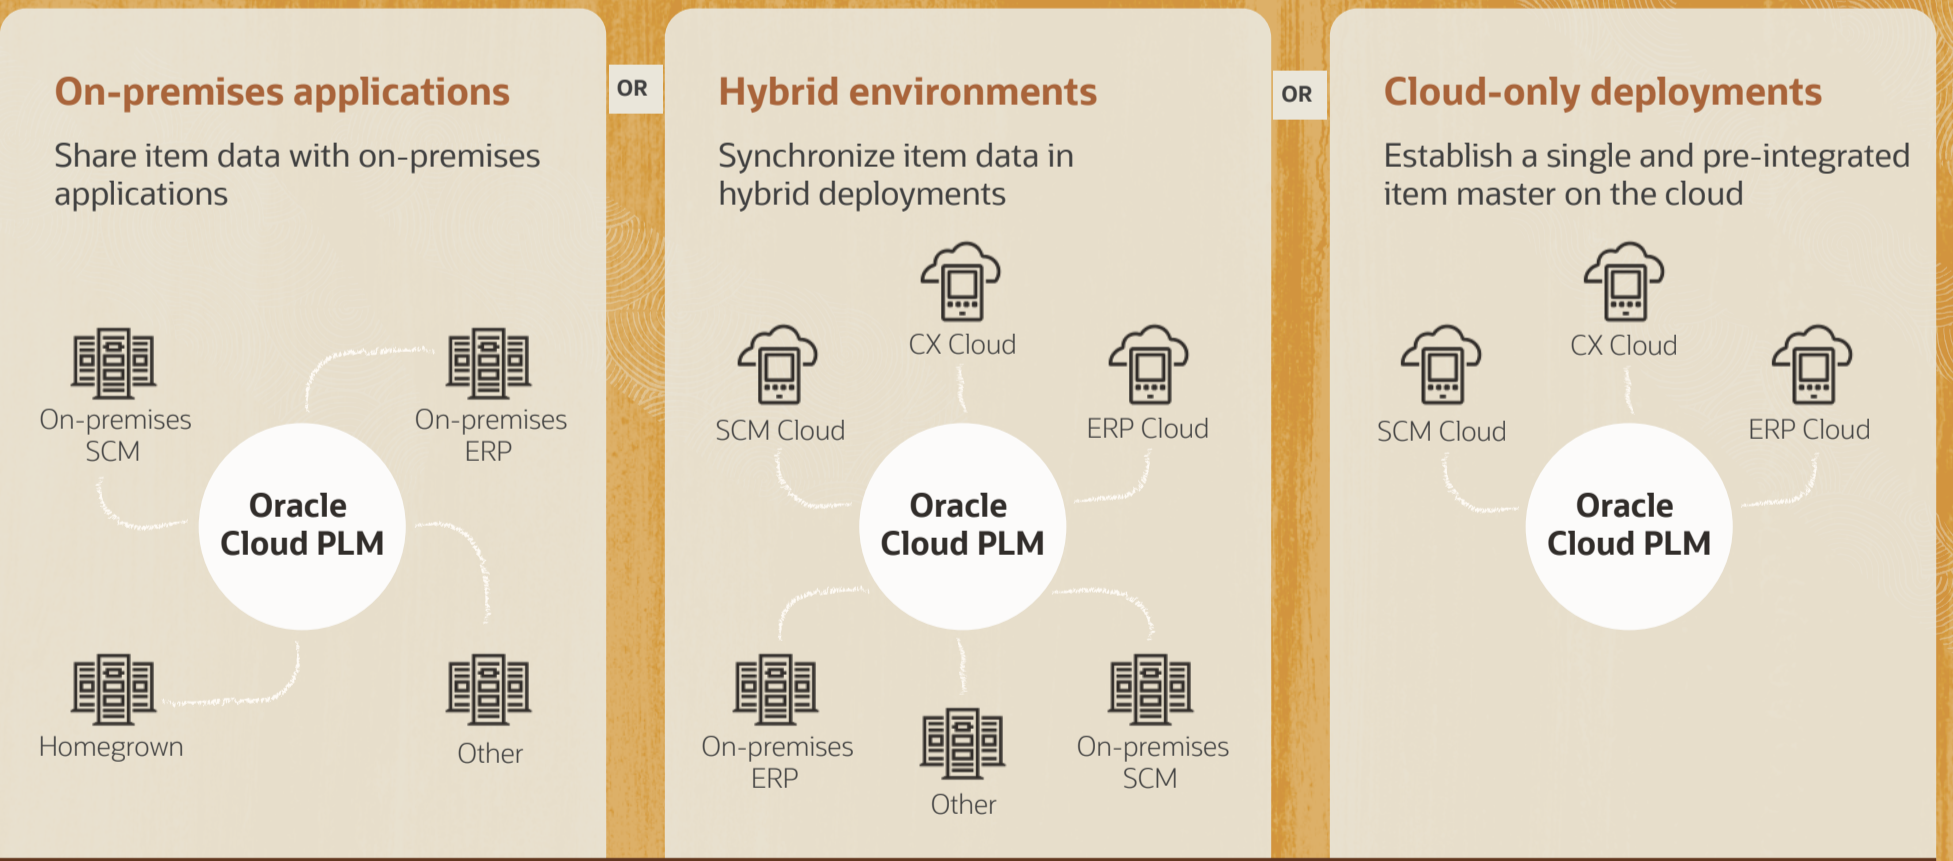 On-premises applications
Share item data with on-premises
applications
On-premises
SCM
On-premises
ERP
Oracle
Cloud PLM
Homegrown
Other
OR
Hybrid environments
Synchronize item data in
hybrid deployments
CX Cloud
SCM Cloud
ERP Cloud
Oracle
Cloud PLM
On-premises
ERP
Other
On-premises
SCM
OR
Cloud-only deployments
Establish a single and pre-integrated
item master on the cloud
CX Cloud
SCM Cloud
ERP Cloud
Oracle
Cloud PLM